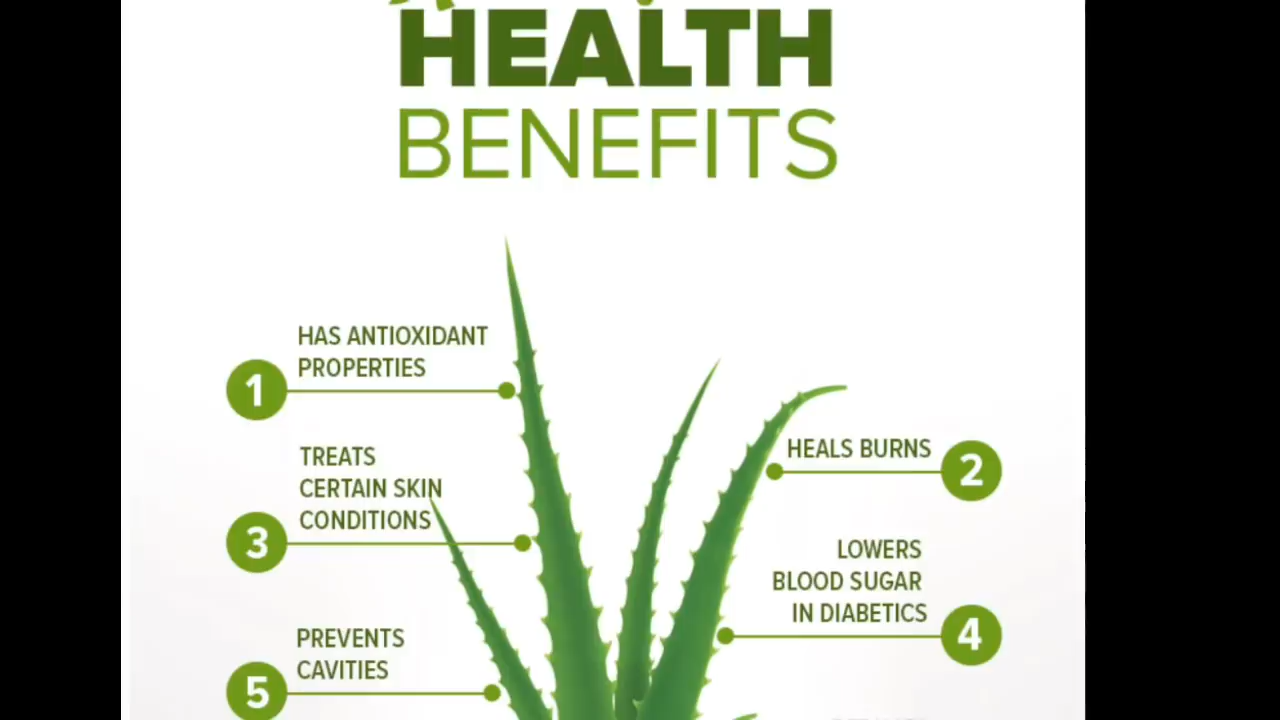 HEALTH
BENEFITS
HAS ANTIOXIDANT
PROPERTIES
1
HEALS BURNS
2
TREATS
CERTAIN SKIN
CONDITIONS
3
LOWERS
BLOOD SUGAR
IN DIABETICS
4
PREVENTS
CAVITIES
5